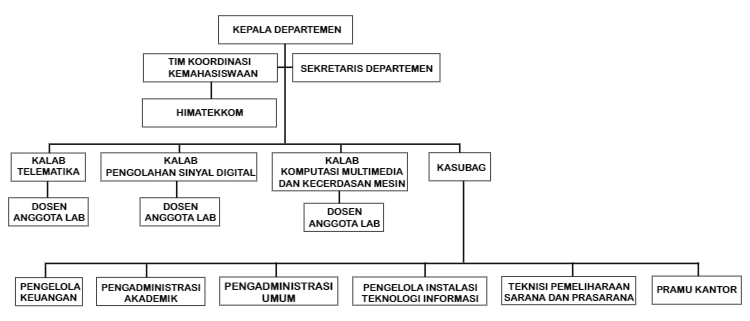 KEPALA DEPARTEMEN
TIM KOORDINASI
KEMAHASISWAAN
SEKRETARIS DEPARTEMEN
HIMATEKKOM
KALAB
TELEMATIKA
KALAB
PENGOLAHAN SINYAL DIGITAL
KALAB
KOMPUTASI MULTIMEDIA
DAN KECERDASAN MESIN
KASUBAG
DOSEN
ANGGOTA LAB
DOSEN
ANGGOTA LAB
DOSEN
ANGGOTA LAB
PENGELOLA
KEUANGAN
PENGADMINISTRASI
AKADEMIK
PENGADMINISTRASI
UMUM
PENGELOLA INSTALASI
TEKNOLOGI INFORMASI
TEKNISI PEMELIHARAAN
SARANA DAN PRASARANA
PRAMU KANTOR